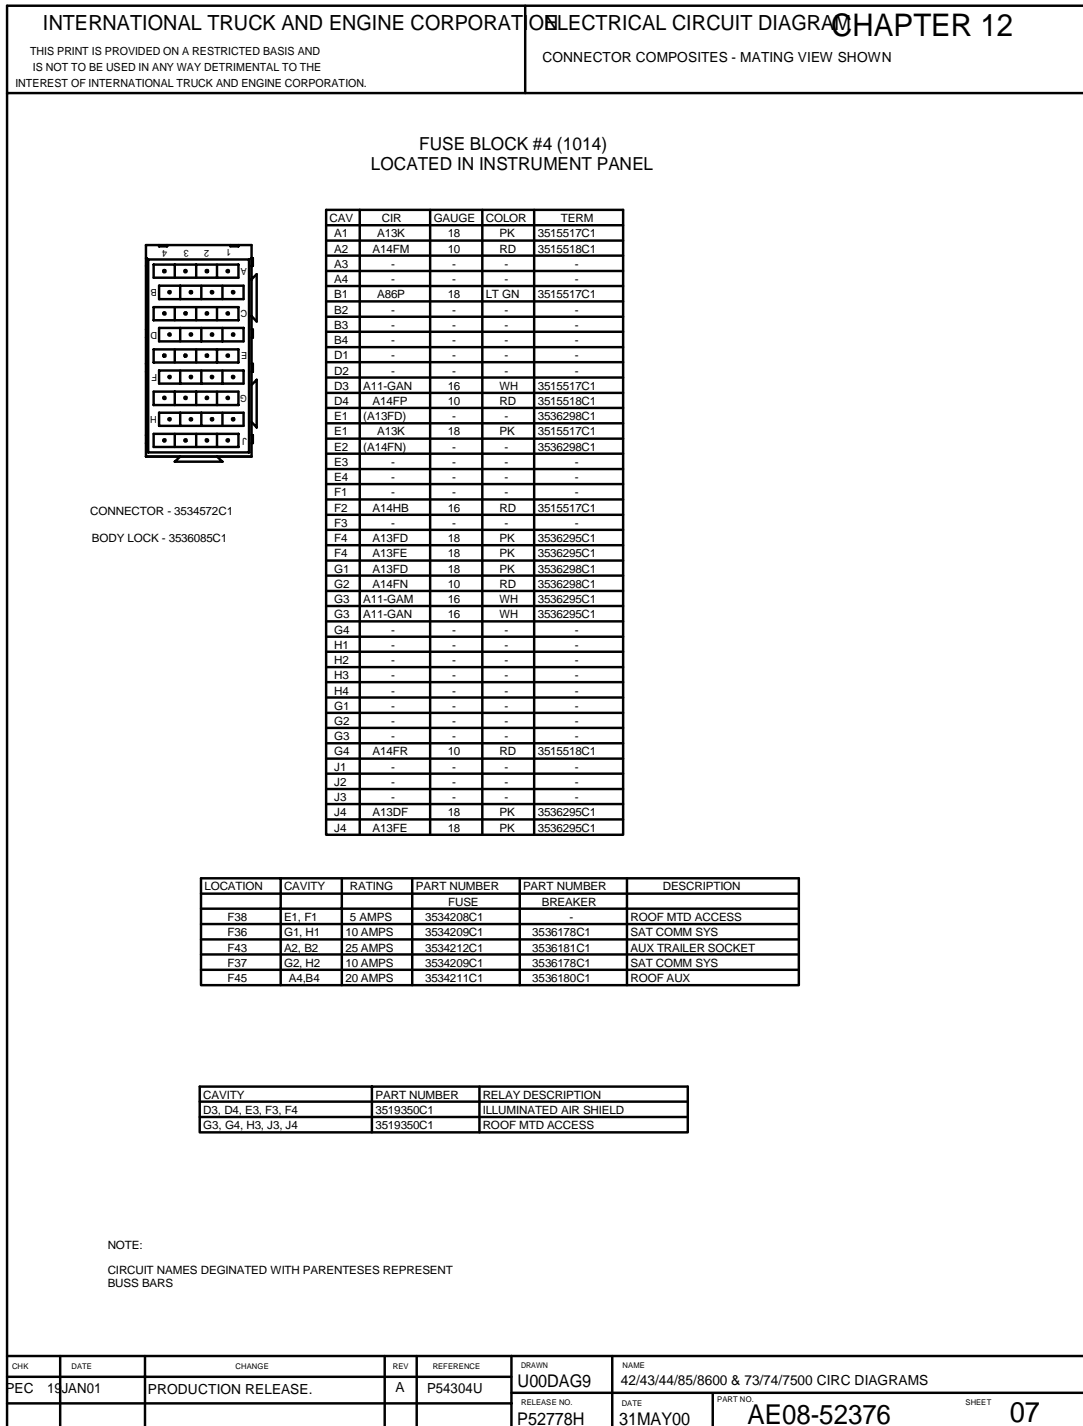 INTERNATIONAL TRUCK AND ENGINE CORPORATION
THIS PRINT IS PROVIDED ON A RESTRICTED BASIS AND
IS NOT TO BE USED IN ANY WAY DETRIMENTAL TO THE
INTEREST OF INTERNATIONAL TRUCK AND ENGINE CORPORATION.
ELECTRICAL CIRCUIT DIAGRAM
CHAPTER 12
CONNECTOR COMPOSITES - MATING VIEW SHOWN
FUSE BLOCK #4 (1014)
LOCATED IN INSTRUMENT PANEL
4 3 2 1
A
B
C
D
E
F
G
H
J
CONNECTOR - 3534572C1
BODY LOCK - 3536085C1
CAV CIR GAUGE COLOR TERM
A1 A13K 18 PK 3515517C1
A2 A14FM 10 RD 3515518C1
A3 - - - -
A4 - - - -
B1 A86P 18 LT GN 3515517C1
B2 - - - -
B3 - - - -
B4 - - - -
D1 - - - -
D2 - - - -
D3 A11-GAN 16 WH 3515517C1
D4 A14FP 10 RD 3515518C1
E1 (A13FD) - - 3536298C1
E1 A13K 18 PK 3515517C1
E2 (A14FN) - - 3536298C1
E3 - - - -
E4 - - - -
F1 - - - -
F2 A14HB 16 RD 3515517C1
F3 - - - -
F4 A13FD 18 PK 3536295C1
F4 A13FE 18 PK 3536295C1
G1 A13FD 18 PK 3536298C1
G2 A14FN 10 RD 3536298C1
G3 A11-GAM 16 WH 3536295C1
G3 A11-GAN 16 WH 3536295C1
G4 - - - -
H1 - - - -
H2 - - - -
H3 - - - -
H4 - - - -
G1 - - - -
G2 - - - -
G3 - - - -
G4 A14FR 10 RD 3515518C1
J1 - - - -
J2 - - - -
J3 - - - -
J4 A13DF 18 PK 3536295C1
J4 A13FE 18 PK 3536295C1
LOCATION CAVITY RATING PART NUMBER PART NUMBER DESCRIPTION
FUSE BREAKER
F38 E1, F1 5 AMPS 3534208C1 - ROOF MTD ACCESS
F36 G1, H1 10 AMPS 3534209C1 3536178C1 SAT COMM SYS
F43 A2, B2 25 AMPS 3534212C1 3536181C1 AUX TRAILER SOCKET
F37 G2, H2 10 AMPS 3534209C1 3536178C1 SAT COMM SYS
F45 A4,B4 20 AMPS 3534211C1 3536180C1 ROOF AUX
CAVITY PART NUMBER RELAY DESCRIPTION
D3, D4, E3, F3, F4 3519350C1 ILLUMINATED AIR SHIELD
G3, G4, H3, J3, J4 3519350C1 ROOF MTD ACCESS
NOTE:
CIRCUIT NAMES DEGINATED WITH PARENTESES REPRESENT
BUSS BARS
CHK DATE CHANGE REV REFERENCE
PEC 19JAN01 PRODUCTION RELEASE. A P54304U
DRAWN
U00DAG9
NAME
42/43/44/85/8600 & 73/74/7500 CIRC DIAGRAMS
RELEASE NO.
P52778H
DATE
31MAY00
PART NO.
AE08-52376
SHEET 07